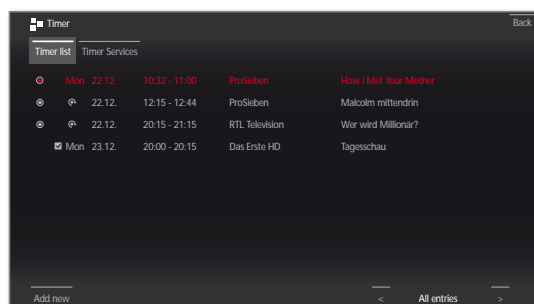 Timer Back
Timer list Timer Services
Mon 22.12. 10:32 - 11:00 ProSieben How I Met Your Mother
22.12. 12:15 - 12:44 ProSieben Malcolm mittendrin
22.12. 20:15 - 21:15 RTL Television Wer wird Millionär?
Mon 23.12. 20:00 - 20:15 Das Erste HD Tagesschau
Add new < All entries >